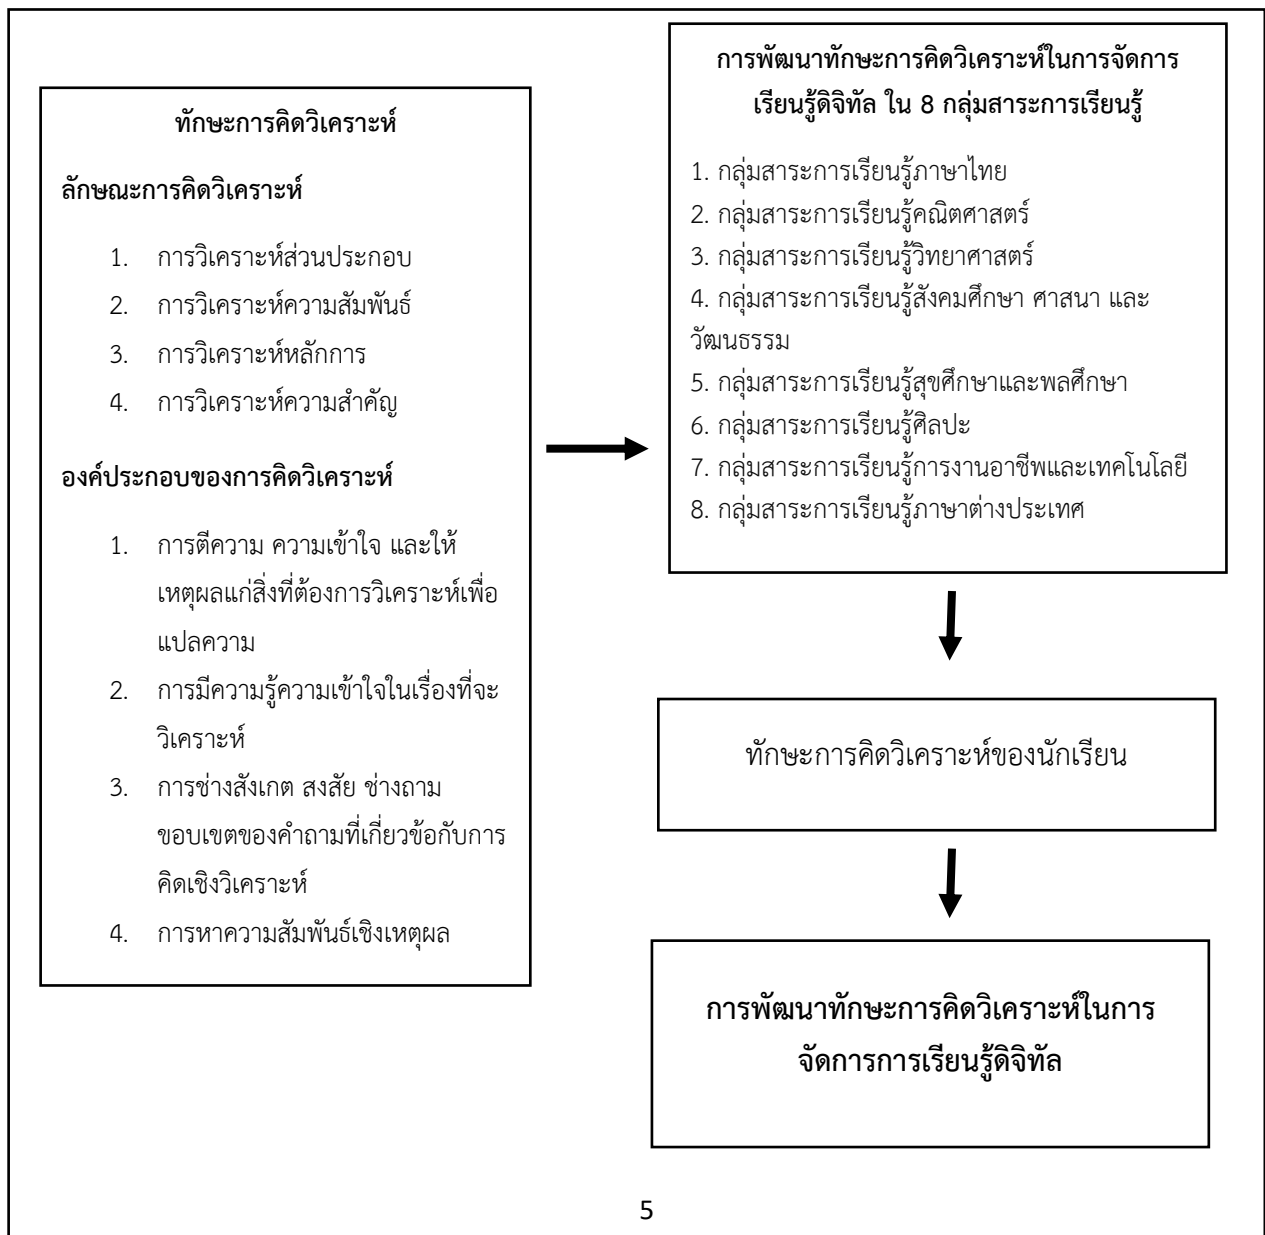 ทักษะการคิดวิเคราะห์
ลักษณะการคิดวิเคราะห์
1. การวิเคราะห์ส่วนประกอบ
2. การวิเคราะห์ความสัมพันธ์
3. การวิเคราะห์หลักการ
4. การวิเคราะห์ความสำคัญ
องค์ประกอบของการคิดวิเคราะห์
1. การตีความ ความเข้าใจ และให้
เหตุผลแก่สิ่งที่ต้องการวิเคราะห์เพื่อ
แปลความ
2. การมีความรู้ความเข้าใจในเรื่องที่จะ
วิเคราะห์
3. การช่างสังเกต สงสัย ช่างถาม
ขอบเขตของคำถามที่เกี่ยวข้อกับการ
คิดเชิงวิเคราะห์
4. การหาความสัมพันธ์เชิงเหตุผล
การพัฒนาทักษะการคิดวิเคราะห์ในการจัดการ
เรียนรู้ดิจิทัล ใน 8 กลุ่มสาระการเรียนรู้
1. กลุ่มสาระการเรียนรู้ภาษาไทย
2. กลุ่มสาระการเรียนรู้คณิตศาสตร์
3. กลุ่มสาระการเรียนรู้วิทยาศาสตร์
4. กลุ่มสาระการเรียนรู้สังคมศึกษา ศาสนา และ
วัฒนธรรม
5. กลุ่มสาระการเรียนรู้สุขศึกษาและพลศึกษา
6. กลุ่มสาระการเรียนรู้ศิลปะ
7. กลุ่มสาระการเรียนรู้การงานอาชีพและเทคโนโลยี
8. กลุ่มสาระการเรียนรู้ภาษาต่างประเทศ
ทักษะการคิดวิเคราะห์ของนักเรียน
การพัฒนาทักษะการคิดวิเคราะห์ในการ
จัดการการเรียนรู้ดิจิทัล
5